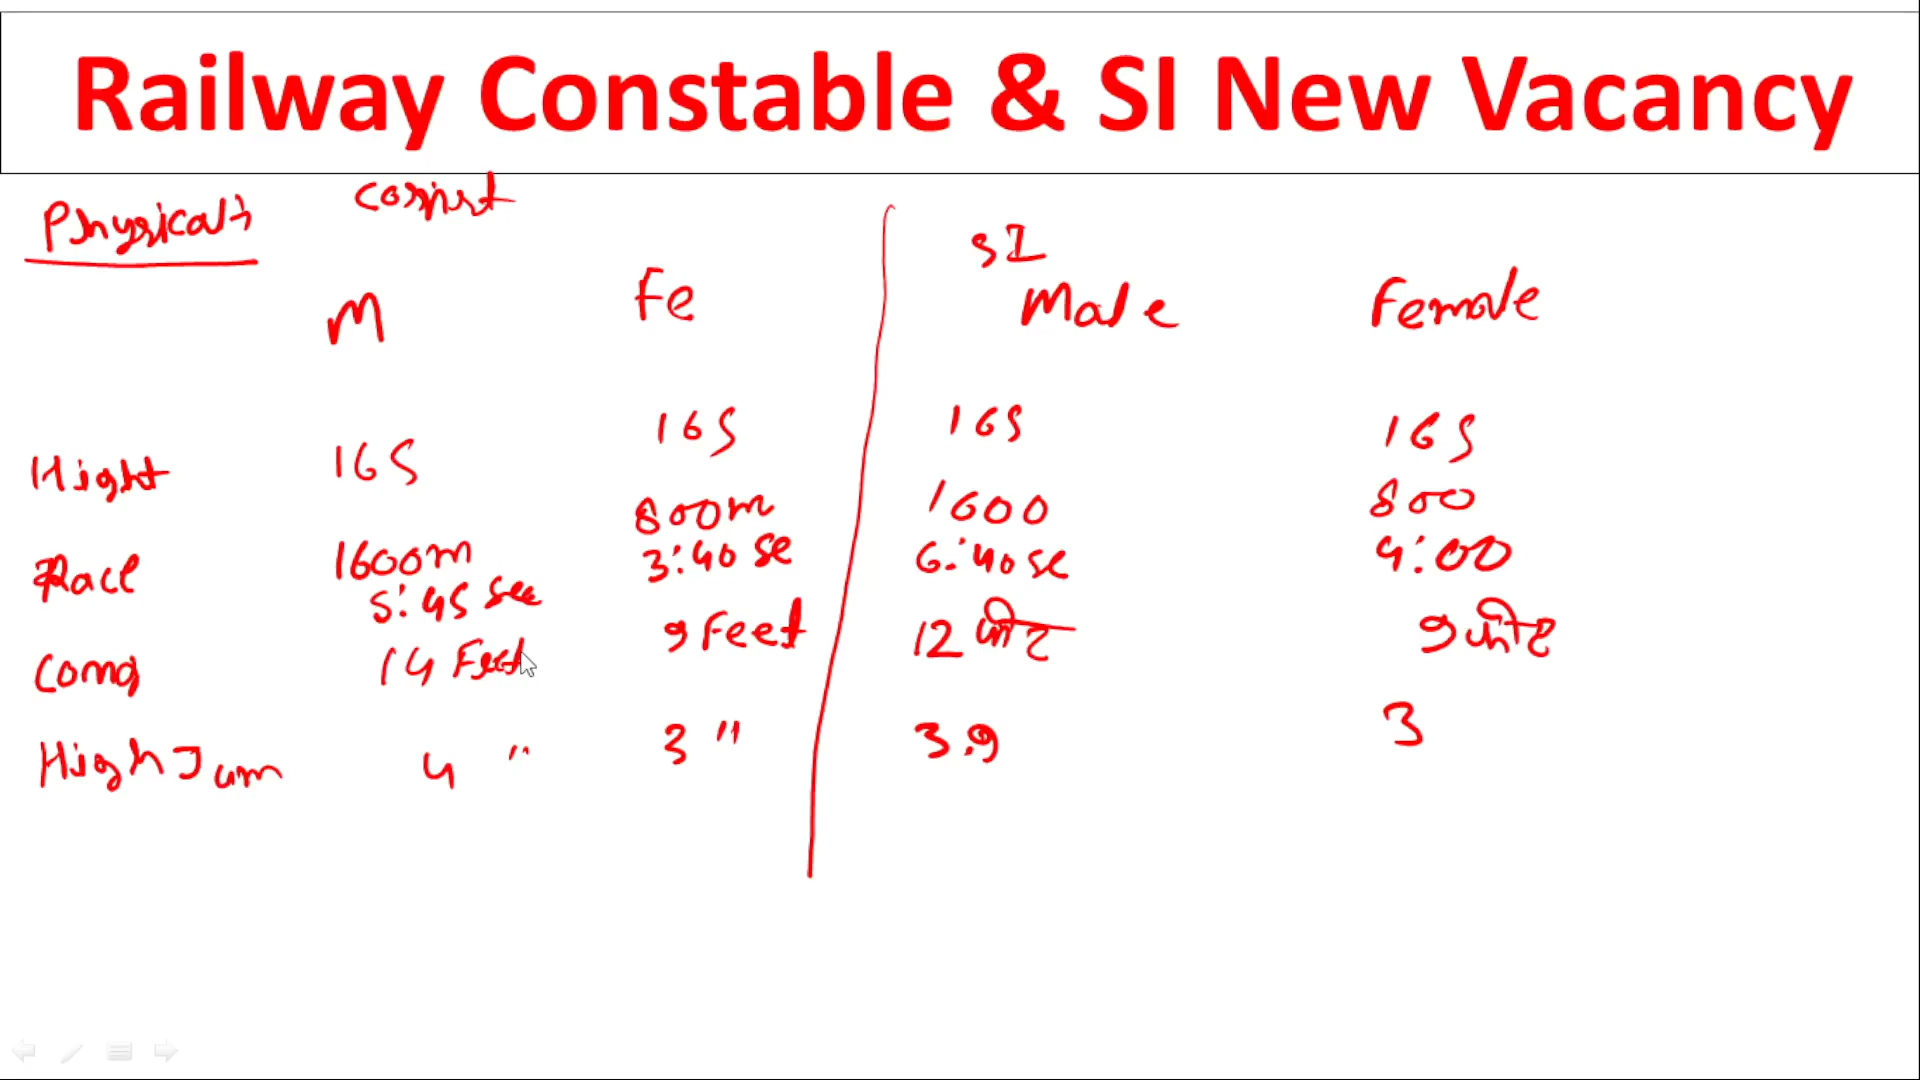 Railway Constable & SI New Vacancy
Physical
SI
M Fe Male Female
Hight 165 165 165 165
800m 1600 800
Race 1600m 3:40 se 6:40 se 4:00
5:45 See
Long 14 Feet 9 Feet 12 9
High Jum 4 " 3 " 3.9 3